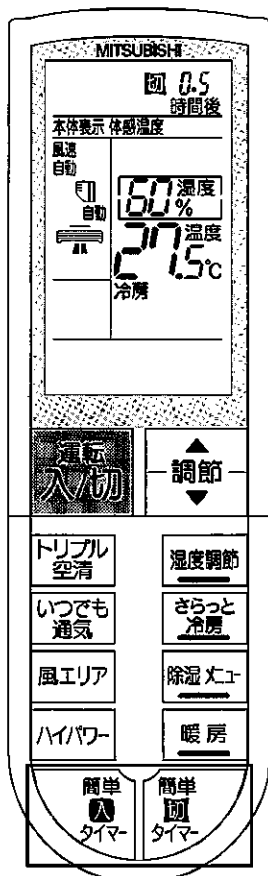 MITSUBISHI
切 0.5
時間後
本体表示 体感温度
風速
自動
自動
60% 湿度
27.5℃ 温度
冷房
運転
入/切
調節
トリプル
空清
湿度調節
いつでも
通気
さらっと
冷房
風エリア
除湿メニュー
ハイパワー
暖房
簡単
入
タイマー
簡単
切
タイマー